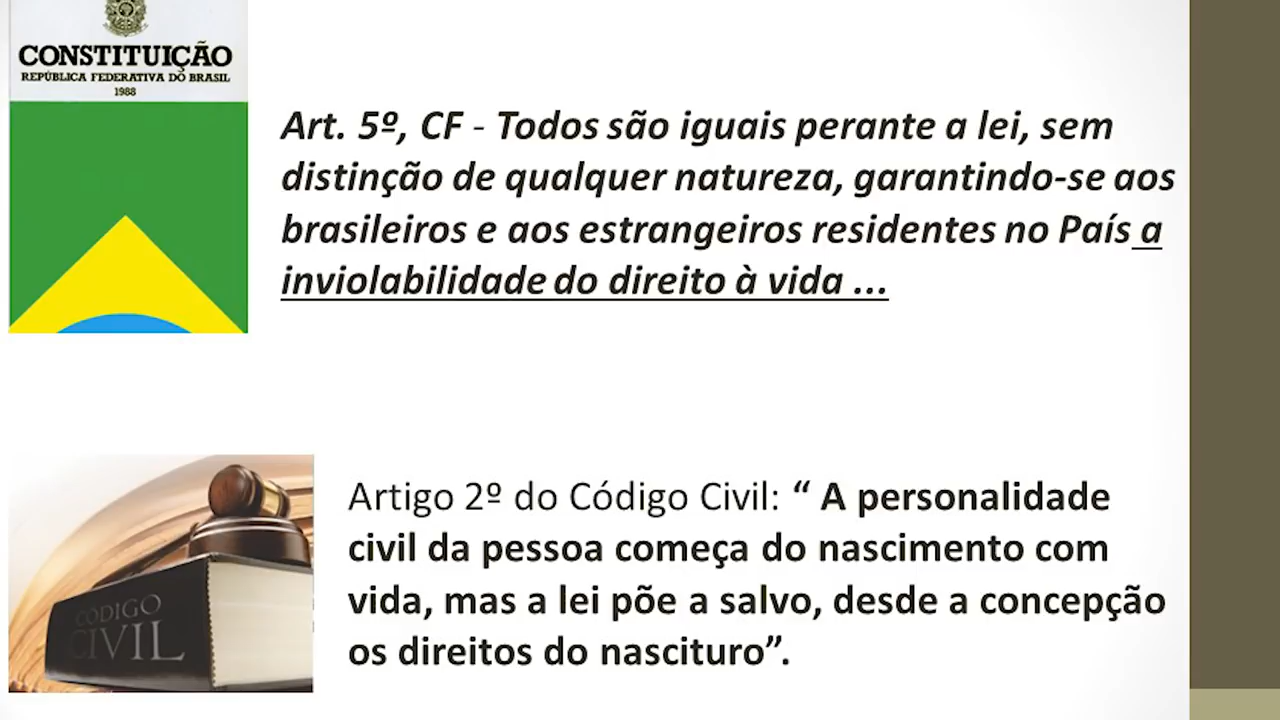 CONSTITUIÇÃO
REPÚBLICA FEDERATIVA DO BRASIL
1988
Art. 5º, CF - Todos são iguais perante a lei, sem
distinção de qualquer natureza, garantindo-se aos
brasileiros e aos estrangeiros residentes no País a
inviolabilidade do direito à vida ...
CÓDIGO
CIVIL
Artigo 2º do Código Civil: “ A personalidade
civil da pessoa começa do nascimento com
vida, mas a lei põe a salvo, desde a concepção
os direitos do nascituro”.